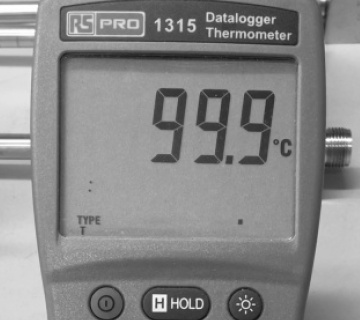 RS PRO 1315 Datalogger
Thermometer
99.9 °C
:
TYPE
T
H HOLD